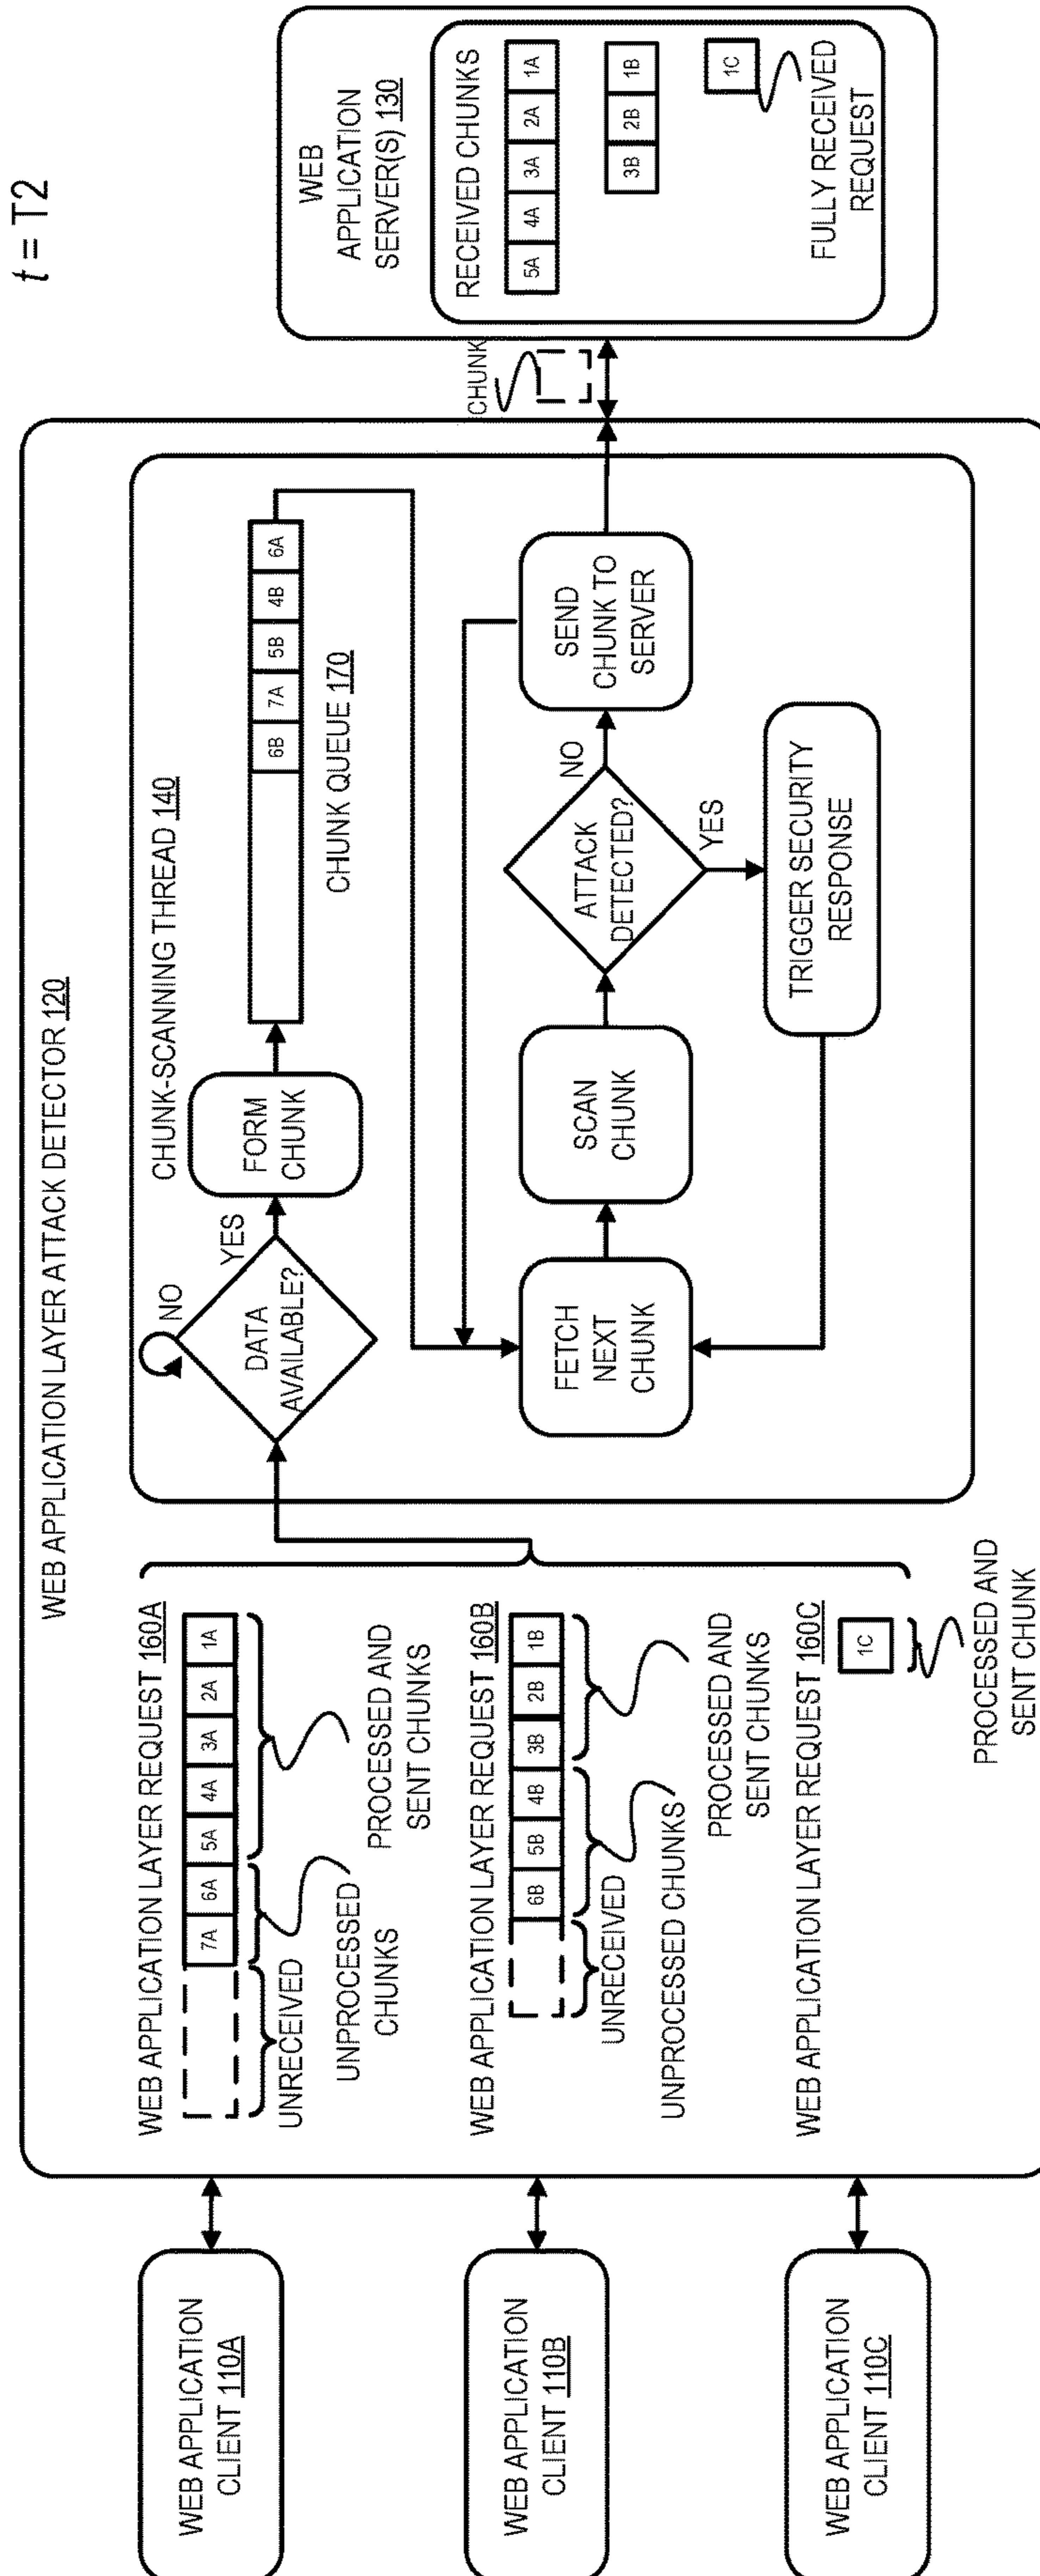 t = T2
WEB APPLICATION
CLIENT 110A
WEB APPLICATION
CLIENT 110B
WEB APPLICATION
CLIENT 110C
WEB APPLICATION LAYER ATTACK DETECTOR 120
WEB APPLICATION LAYER REQUEST 160A
7A 6A 5A 4A 3A 2A 1A
UNRECEIVED
UNPROCESSED
CHUNKS
PROCESSED AND
SENT CHUNKS
WEB APPLICATION LAYER REQUEST 160B
6B 5B 4B 3B 2B 1B
UNRECEIVED
UNPROCESSED CHUNKS
PROCESSED AND
SENT CHUNKS
WEB APPLICATION LAYER REQUEST 160C
1C
PROCESSED AND
SENT CHUNK
CHUNK-SCANNING THREAD 140
NO
DATA
AVAILABLE?
YES
FORM
CHUNK
6B 7A 5B 4B 6A
CHUNK QUEUE 170
FETCH
NEXT
CHUNK
SCAN
CHUNK
ATTACK
DETECTED?
NO
YES
SEND
CHUNK TO
SERVER
TRIGGER SECURITY
RESPONSE
CHUNK
WEB
APPLICATION
SERVER(S) 130
RECEIVED CHUNKS
5A 4A 3A 2A 1A
3B 2B 1B
1C
FULLY RECEIVED
REQUEST